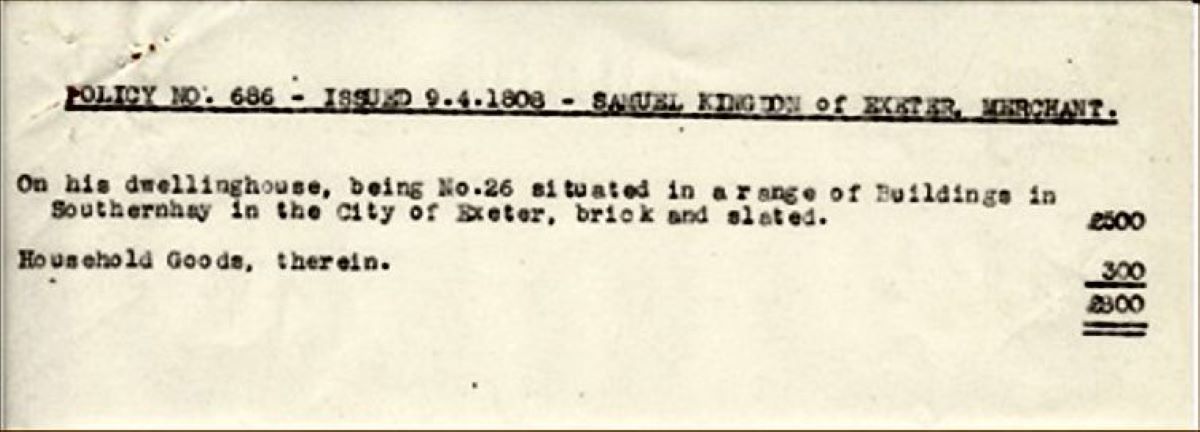 POLICY NO. 686 - ISSUED 9.4.1808 - SAMUEL KINGDON of EXETER, MERCHANT.
On his dwellinghouse, being No.26 situated in a range of Buildings in
Southernhay in the City of Exeter, brick and slated. £500
Household Goods, therein. 300
£800